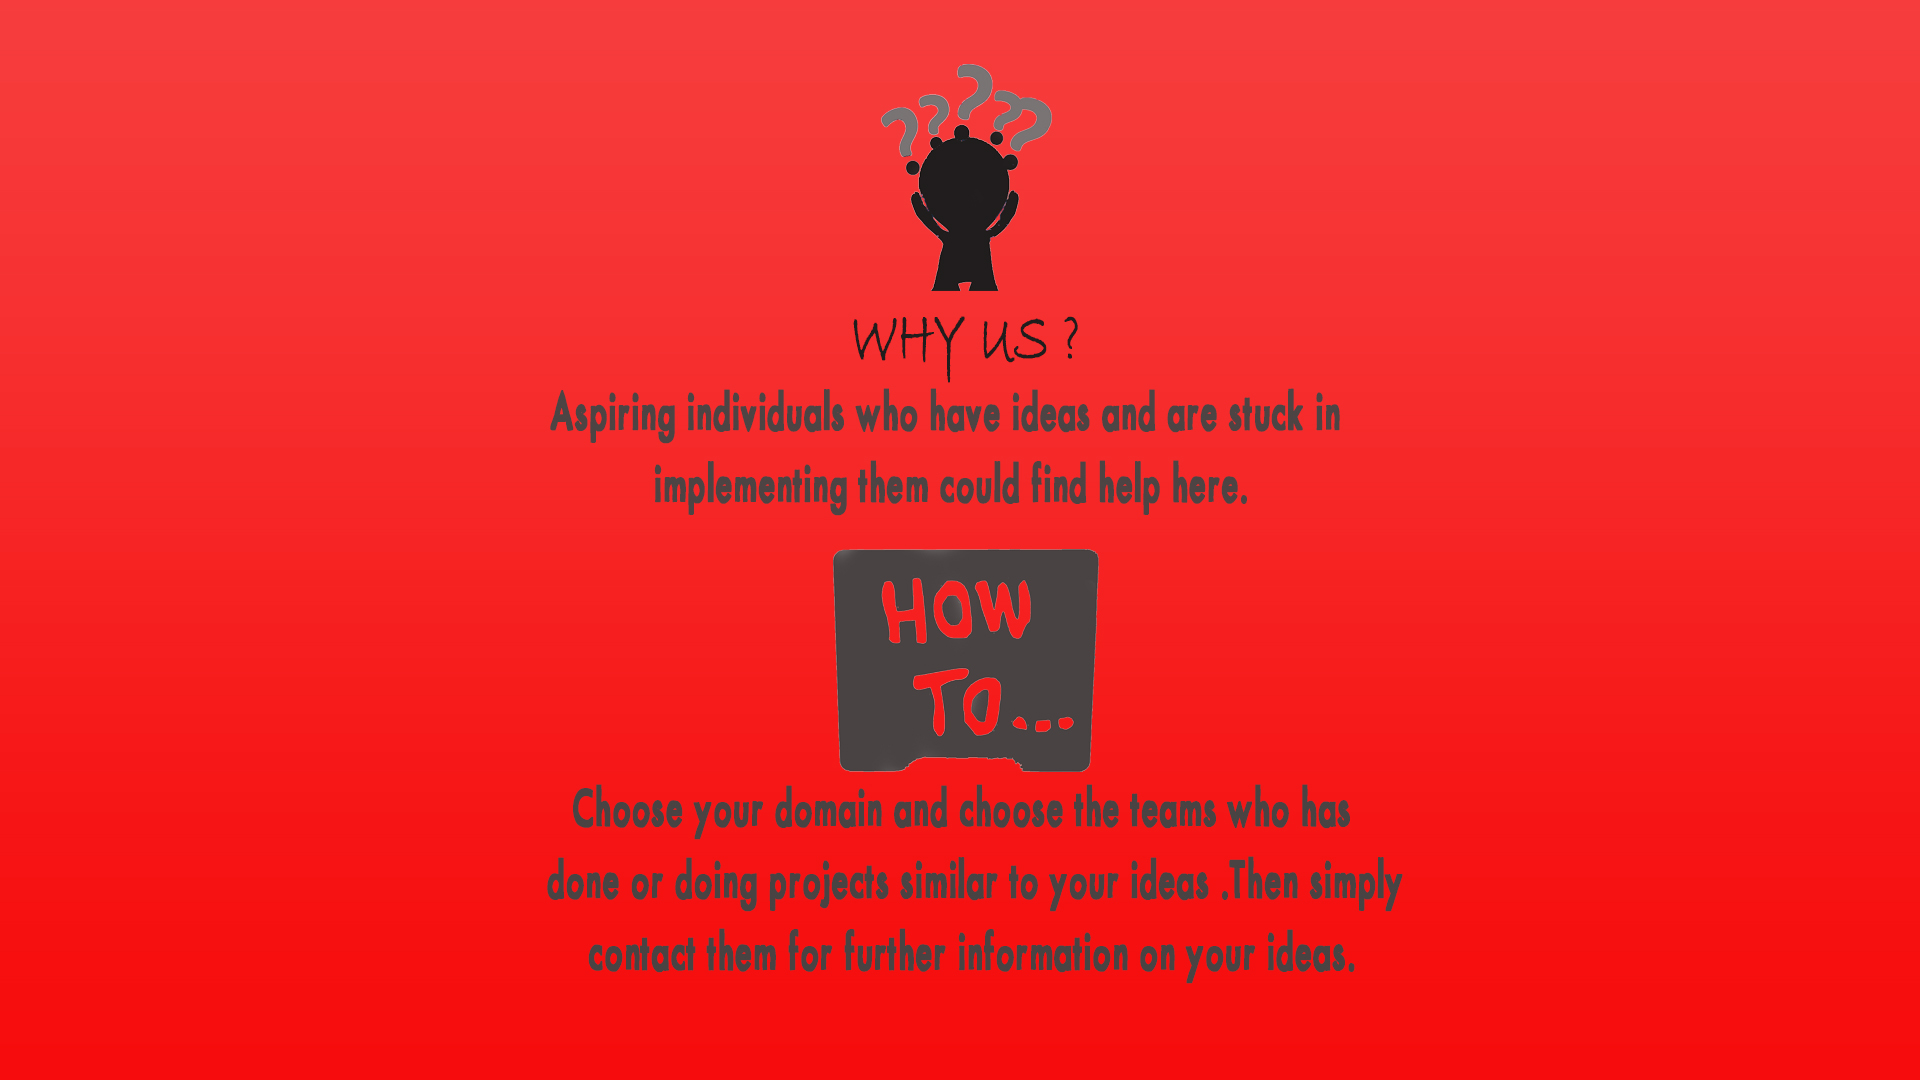 ? ? ? ? ?
WHY US ?
Aspiring individuals who have ideas and are stuck in
implementing them could find help here.
HOW
TO...
Choose your domain and choose the teams who has
done or doing projects similar to your ideas .Then simply
contact them for further information on your ideas.